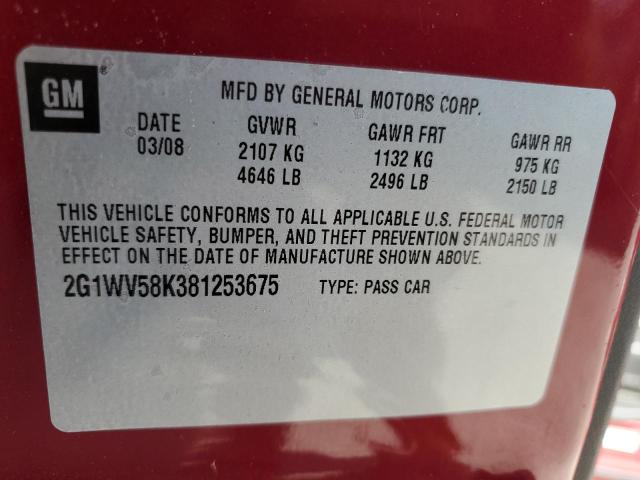 GM ®
MFD BY GENERAL MOTORS CORP.
DATE GVWR GAWR FRT GAWR RR
03/08 2107 KG 1132 KG 975 KG
4646 LB 2496 LB 2150 LB
THIS VEHICLE CONFORMS TO ALL APPLICABLE U.S. FEDERAL MOTOR
VEHICLE SAFETY, BUMPER, AND THEFT PREVENTION STANDARDS IN
EFFECT ON THE DATE OF MANUFACTURE SHOWN ABOVE.
2G1WV58K381253675 TYPE: PASS CAR